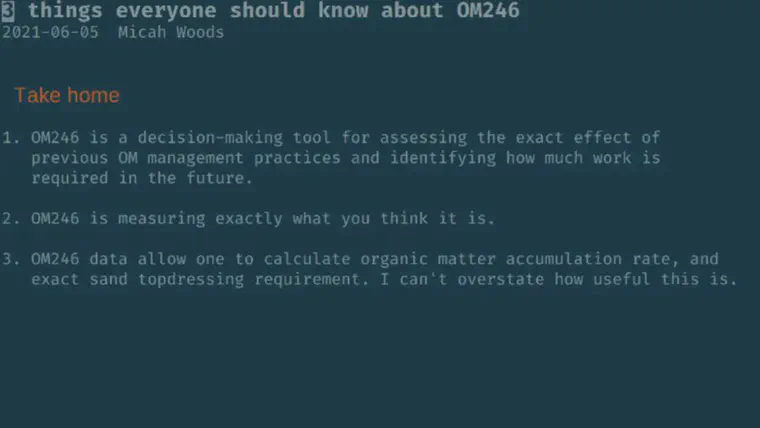 3 things everyone should know about OM246
2021-06-05  Micah Woods
Take home
1. OM246 is a decision-making tool for assessing the exact effect of
previous OM management practices and identifying how much work is
required in the future.
2. OM246 is measuring exactly what you think it is.
3. OM246 data allow one to calculate organic matter accumulation rate, and
exact sand topdressing requirement. I can't overstate how useful this is.